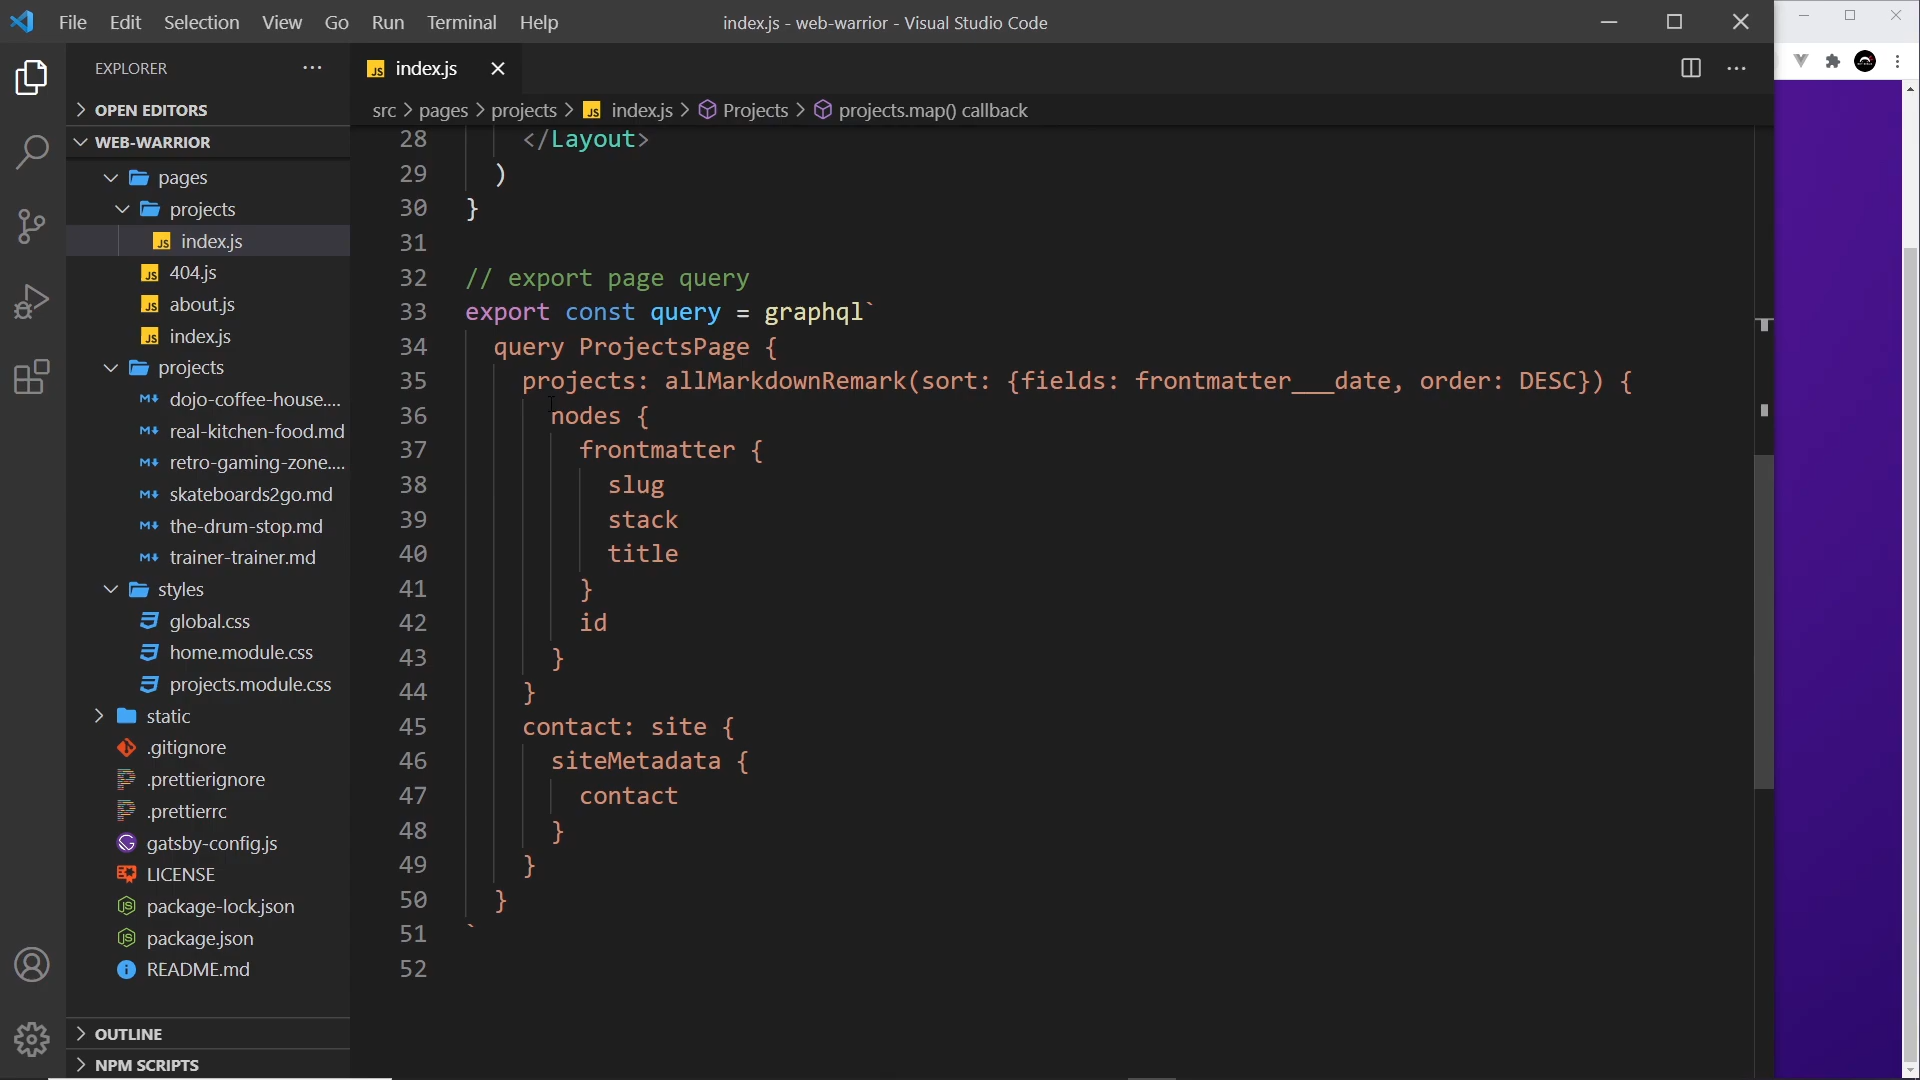 File Edit Selection View Go Run Terminal Help
index.js - web-warrior - Visual Studio Code
EXPLORER
OPEN EDITORS
WEB-WARRIOR
pages
projects
JS index.js
JS 404.js
JS about.js
JS index.js
projects
dojo-coffee-house....
real-kitchen-food.md
retro-gaming-zone....
skateboards2go.md
the-drum-stop.md
trainer-trainer.md
styles
global.css
home.module.css
projects.module.css
static
.gitignore
.prettierignore
.prettierrc
gatsby-config.js
LICENSE
package-lock.json
package.json
README.md
OUTLINE
NPM SCRIPTS
JS index.js
src > pages > projects > JS index.js > Projects > projects.map() callback
28 </Layout>
29 )
30 }
31
32 // export page query
33 export const query = graphql`
34 query ProjectsPage {
35 projects: allMarkdownRemark(sort: {fields: frontmatter___date, order: DESC}) {
36 nodes {
37 frontmatter {
38 slug
39 stack
40 title
41 }
42 id
43 }
44 }
45 contact: site {
46 siteMetadata {
47 contact
48 }
49 }
50 }
51 `
52